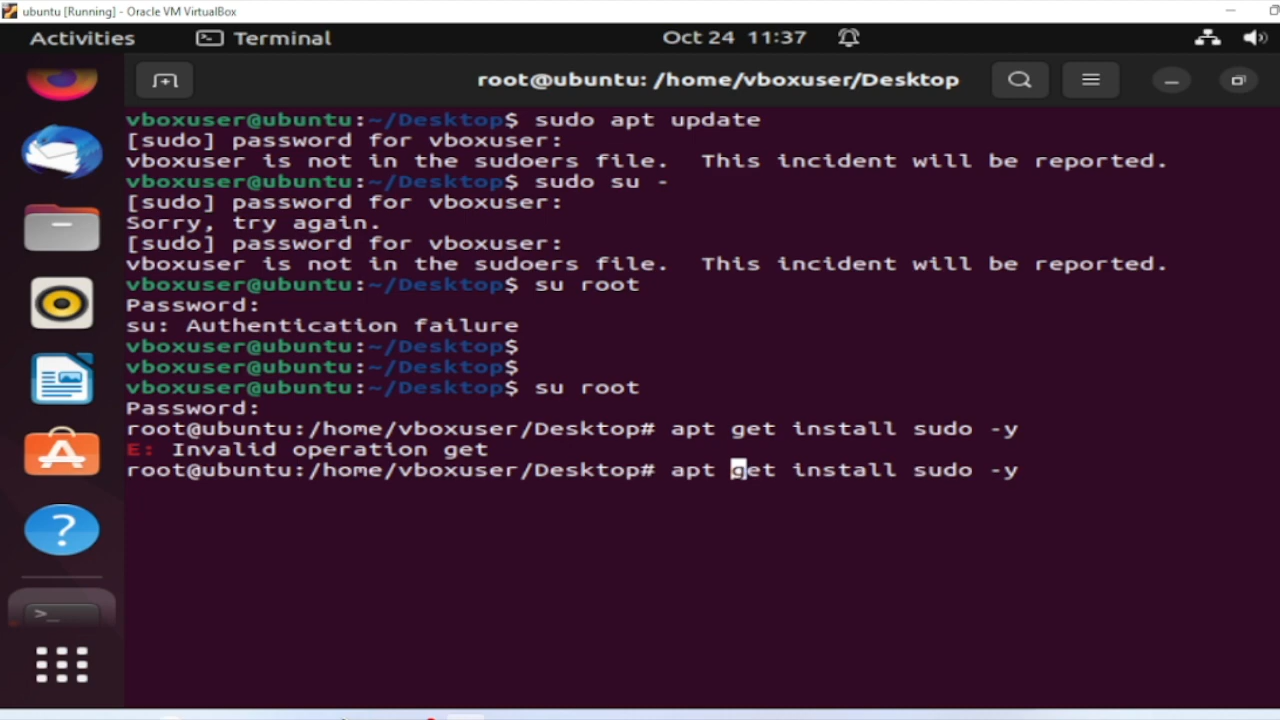 ubuntu [Running] - Oracle VM VirtualBox
Activities Terminal Oct 24 11:37
root@ubuntu: /home/vboxuser/Desktop
vboxuser@ubuntu:~/Desktop$ sudo apt update
[sudo] password for vboxuser:
vboxuser is not in the sudoers file.  This incident will be reported.
vboxuser@ubuntu:~/Desktop$ sudo su -
[sudo] password for vboxuser:
Sorry, try again.
[sudo] password for vboxuser:
vboxuser is not in the sudoers file.  This incident will be reported.
vboxuser@ubuntu:~/Desktop$ su root
Password:
su: Authentication failure
vboxuser@ubuntu:~/Desktop$
vboxuser@ubuntu:~/Desktop$
vboxuser@ubuntu:~/Desktop$ su root
Password:
root@ubuntu:/home/vboxuser/Desktop# apt get install sudo -y
E: Invalid operation get
root@ubuntu:/home/vboxuser/Desktop# apt get install sudo -y